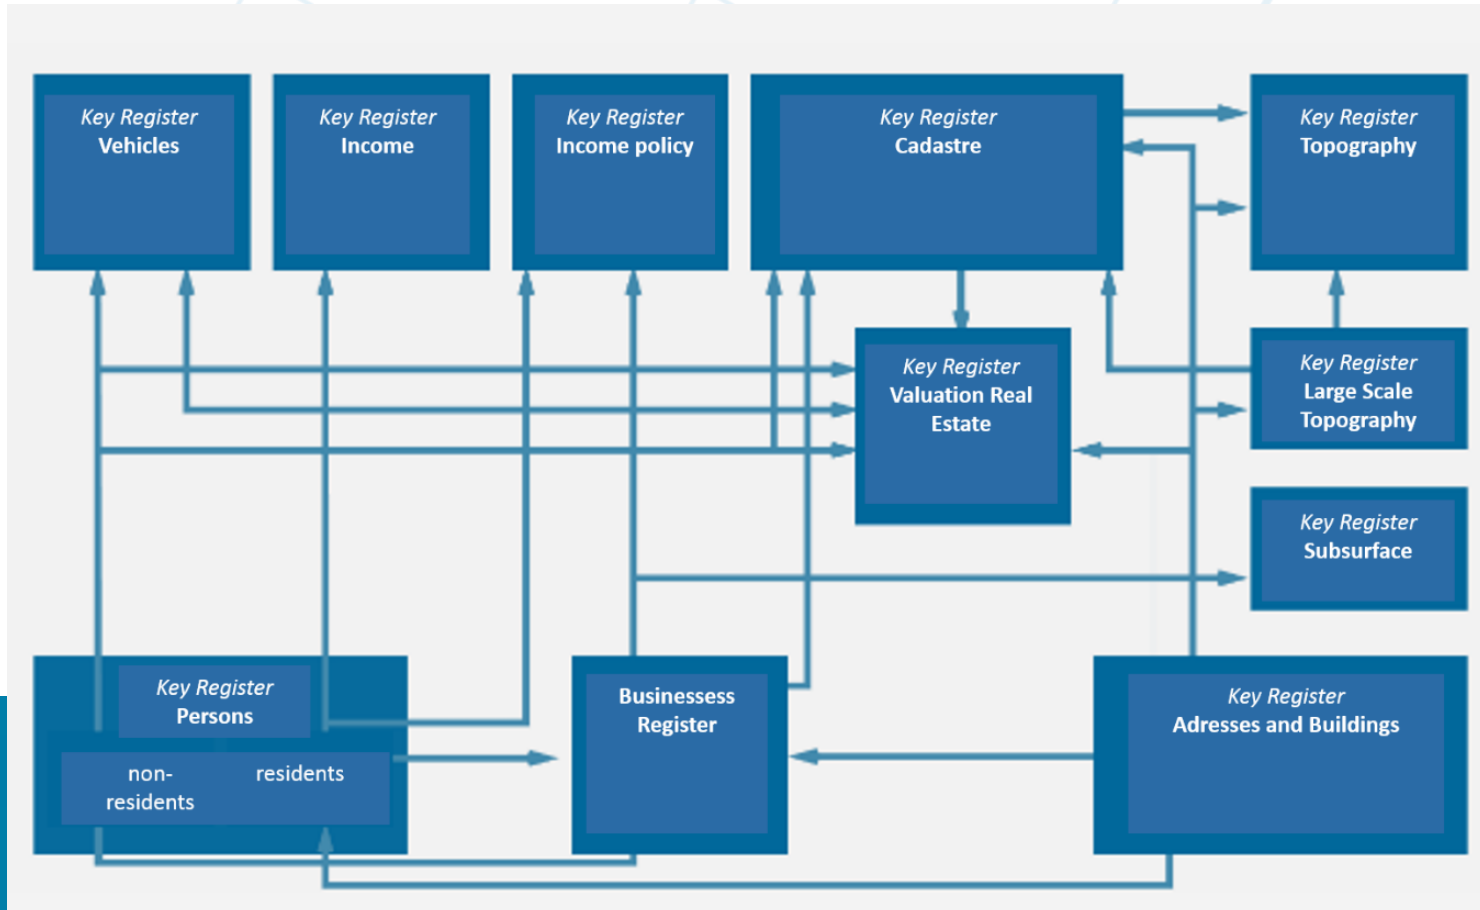 Key Register
Vehicles
Key Register
Income
Key Register
Income policy
Key Register
Cadastre
Key Register
Topography
Key Register
Valuation Real
Estate
Key Register
Large Scale
Topography
Key Register
Subsurface
Key Register
Persons
non-
residents
residents
Businessess
Register
Key Register
Adresses and Buildings